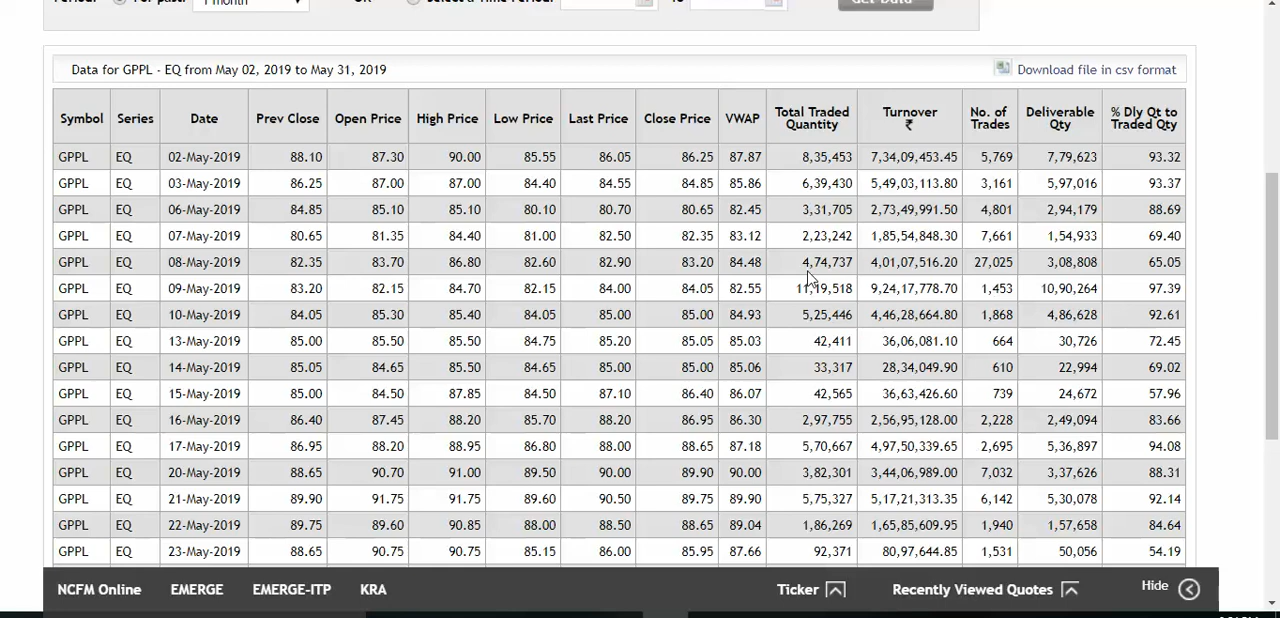 1 month
OR
Data for GPPL - EQ from May 02, 2019 to May 31, 2019
Download file in csv format
Symbol Series Date Prev Close Open Price High Price Low Price Last Price Close Price VWAP Total Traded Quantity Turnover ₹ No. of Trades Deliverable Qty % Dly Qt to Traded Qty
GPPL EQ 02-May-2019 88.10 87.30 90.00 85.55 86.05 86.25 87.87 8,35,453 7,34,09,453.45 5,769 7,79,623 93.32
GPPL EQ 03-May-2019 86.25 87.00 87.00 84.40 84.55 84.85 85.86 6,39,430 5,49,03,113.80 3,161 5,97,016 93.37
GPPL EQ 06-May-2019 84.85 85.10 85.10 80.10 80.70 80.65 82.45 3,31,705 2,73,49,991.50 4,801 2,94,179 88.69
GPPL EQ 07-May-2019 80.65 81.35 84.40 81.00 82.50 82.35 83.12 2,23,242 1,85,54,848.30 7,661 1,54,933 69.40
GPPL EQ 08-May-2019 82.35 83.70 86.80 82.60 82.90 83.20 84.48 4,74,737 4,01,07,516.20 27,025 3,08,808 65.05
GPPL EQ 09-May-2019 83.20 82.15 84.70 82.15 84.00 84.05 82.55 11,19,518 9,24,17,778.70 1,453 10,90,264 97.39
GPPL EQ 10-May-2019 84.05 85.30 85.40 84.05 85.00 85.00 84.93 5,25,446 4,46,28,664.80 1,868 4,86,628 92.61
GPPL EQ 13-May-2019 85.00 85.50 85.50 84.75 85.20 85.05 85.03 42,411 36,06,081.10 664 30,726 72.45
GPPL EQ 14-May-2019 85.05 84.65 85.50 84.65 85.00 85.00 85.06 33,317 28,34,049.90 610 22,994 69.02
GPPL EQ 15-May-2019 85.00 84.50 87.85 84.50 87.10 86.40 86.07 42,565 36,63,426.60 739 24,672 57.96
GPPL EQ 16-May-2019 86.40 87.45 88.20 85.70 88.20 86.95 86.30 2,97,755 2,56,95,128.00 2,228 2,49,094 83.66
GPPL EQ 17-May-2019 86.95 88.20 88.95 86.80 88.00 88.65 87.18 5,70,667 4,97,50,339.65 2,695 5,36,897 94.08
GPPL EQ 20-May-2019 88.65 90.70 91.00 89.50 90.00 89.90 90.00 3,82,301 3,44,06,989.00 7,032 3,37,626 88.31
GPPL EQ 21-May-2019 89.90 91.75 91.75 89.60 90.50 89.75 89.90 5,75,327 5,17,21,313.35 6,142 5,30,078 92.14
GPPL EQ 22-May-2019 89.75 89.60 90.85 88.00 88.50 88.65 89.04 1,86,269 1,65,85,609.95 1,940 1,57,658 84.64
GPPL EQ 23-May-2019 88.65 90.75 90.75 85.15 86.00 85.95 87.66 92,371 80,97,644.85 1,531 50,056 54.19
NCFM Online EMERGE EMERGE-ITP KRA Ticker Recently Viewed Quotes Hide